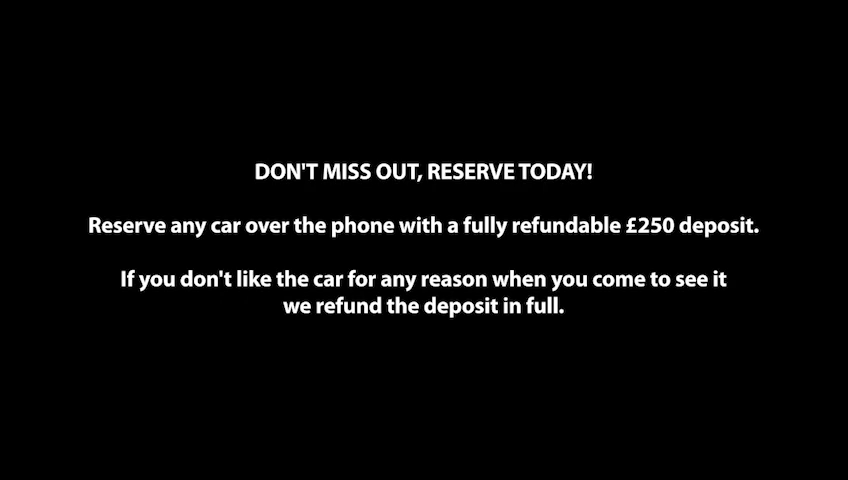 DON'T MISS OUT, RESERVE TODAY!
Reserve any car over the phone with a fully refundable £250 deposit.
If you don't like the car for any reason when you come to see it
we refund the deposit in full.